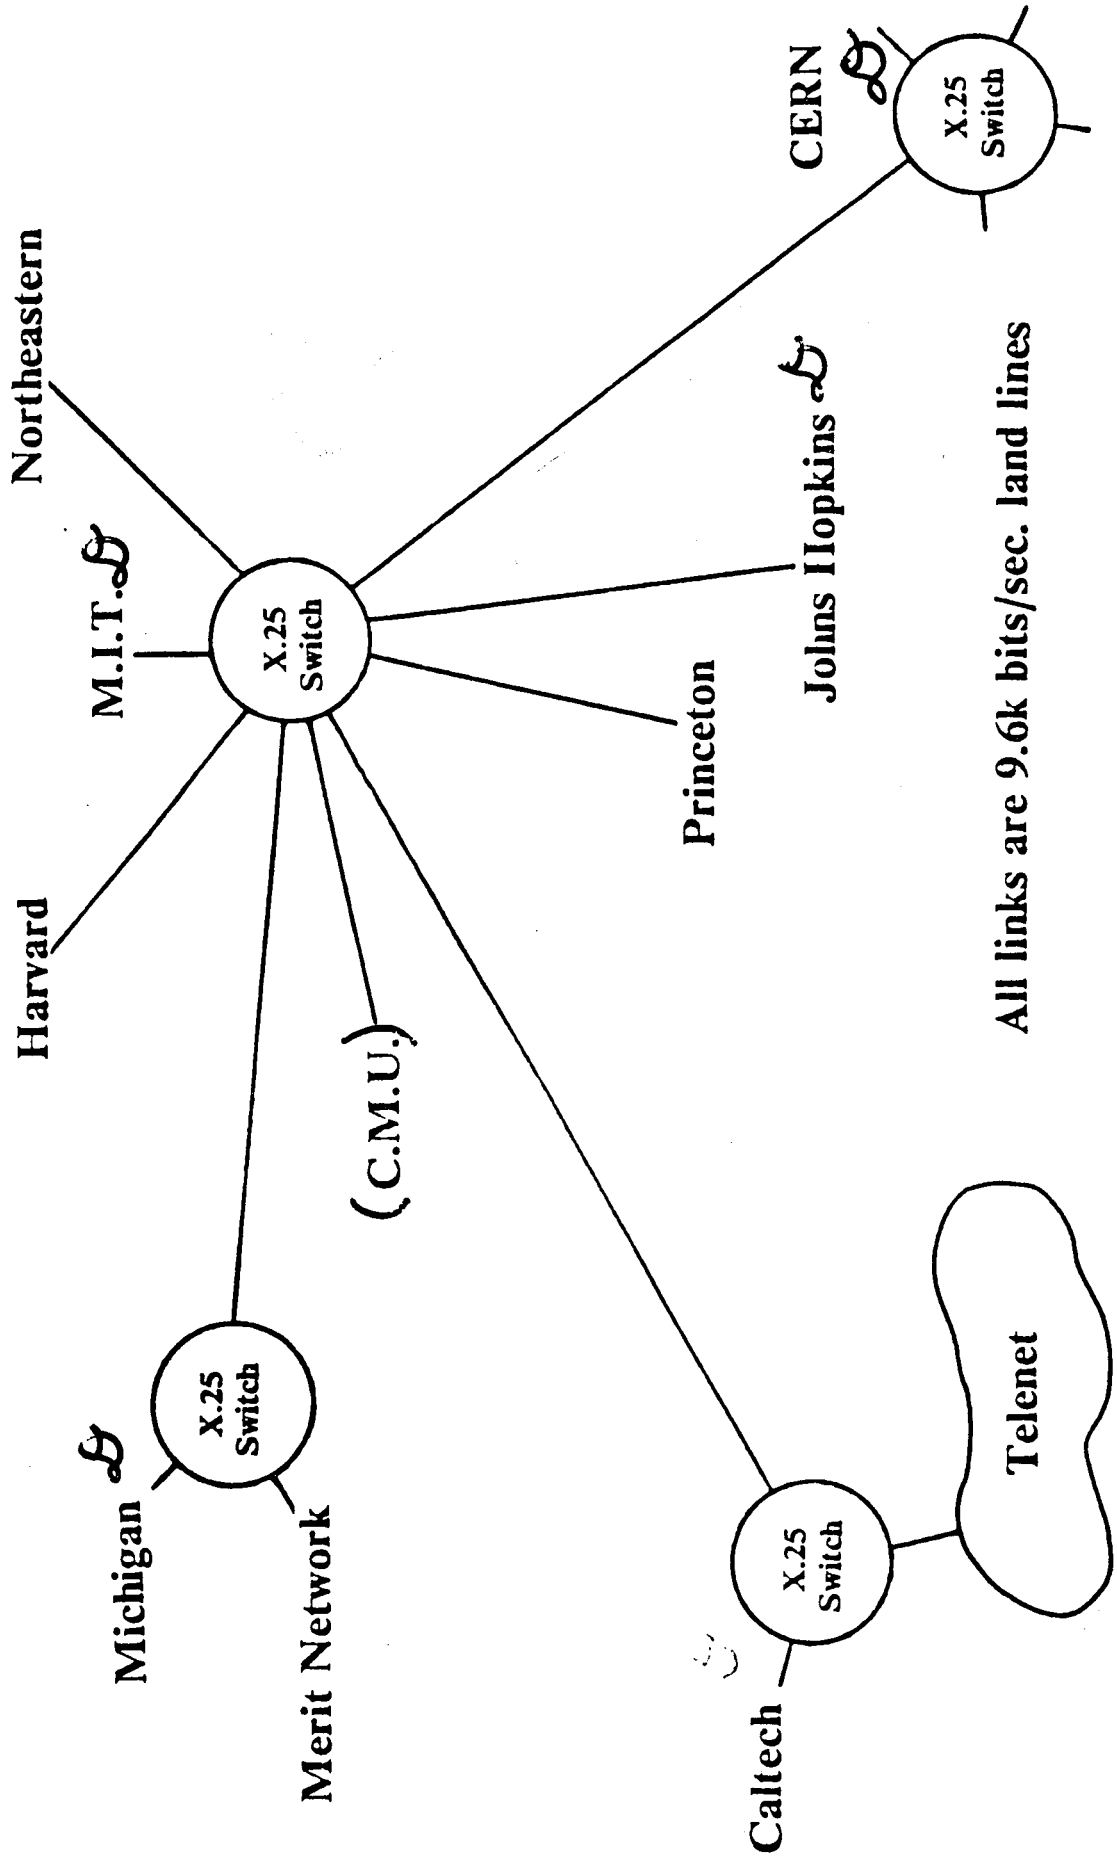 Michigan
X.25
Switch
Merit Network
Harvard
M.I.T.
Northeastern
X.25
Switch
(C.M.U.)
Princeton
Johns Hopkins
CERN
X.25
Switch
Caltech
X.25
Switch
Telenet
All links are 9.6k bits/sec. land lines